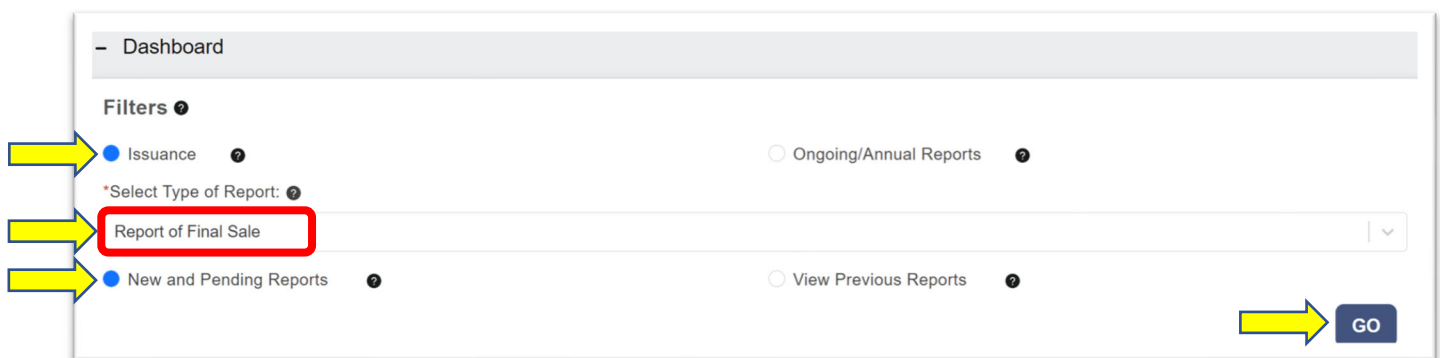 – Dashboard
Filters ?
Issuance ?
Ongoing/Annual Reports ?
*Select Type of Report: ?
Report of Final Sale
New and Pending Reports ?
View Previous Reports ?
GO